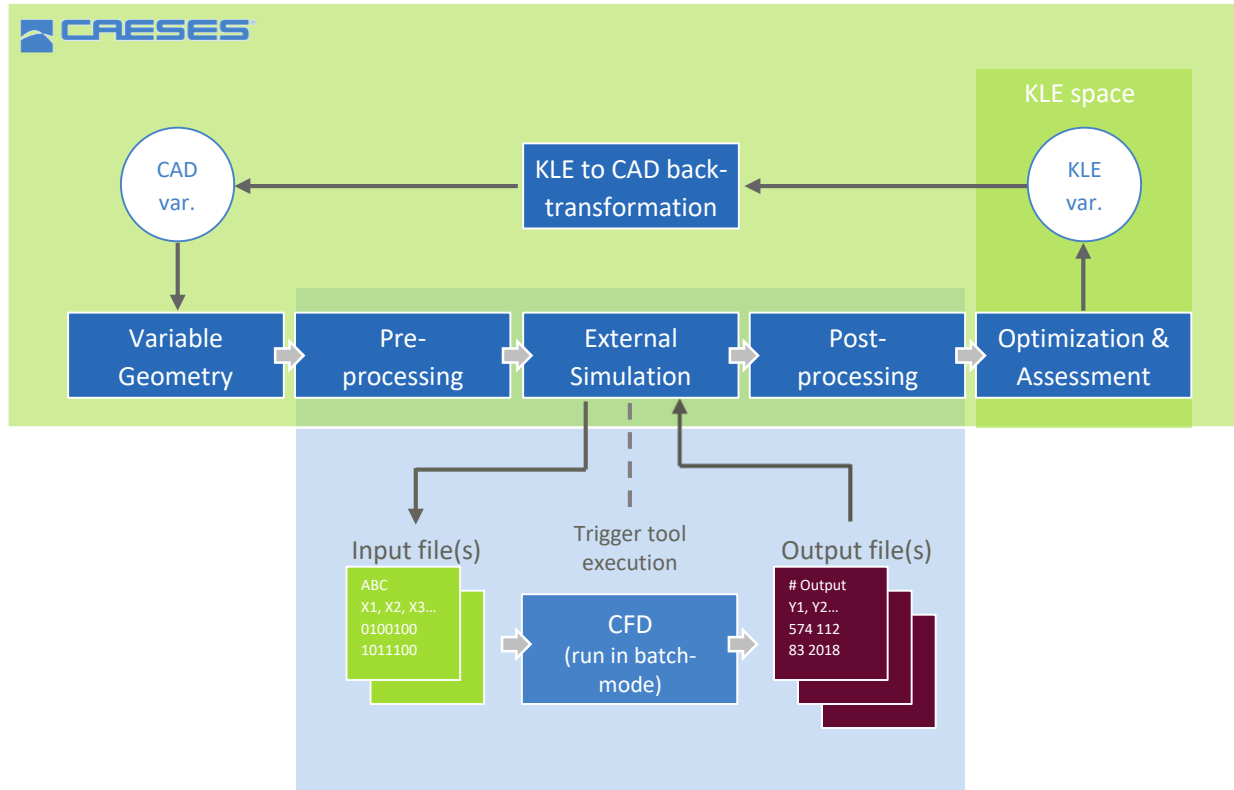 CAESES
KLE space
CAD
var.
KLE to CAD back-
transformation
KLE
var.
Variable
Geometry
Pre-
processing
External
Simulation
Post-
processing
Optimization &
Assessment
Trigger tool
execution
Input file(s)
ABC
X1, X2, X3...
0100100
1011100
CFD
(run in batch-
mode)
Output file(s)
# Output
Y1, Y2...
574 112
83 2018